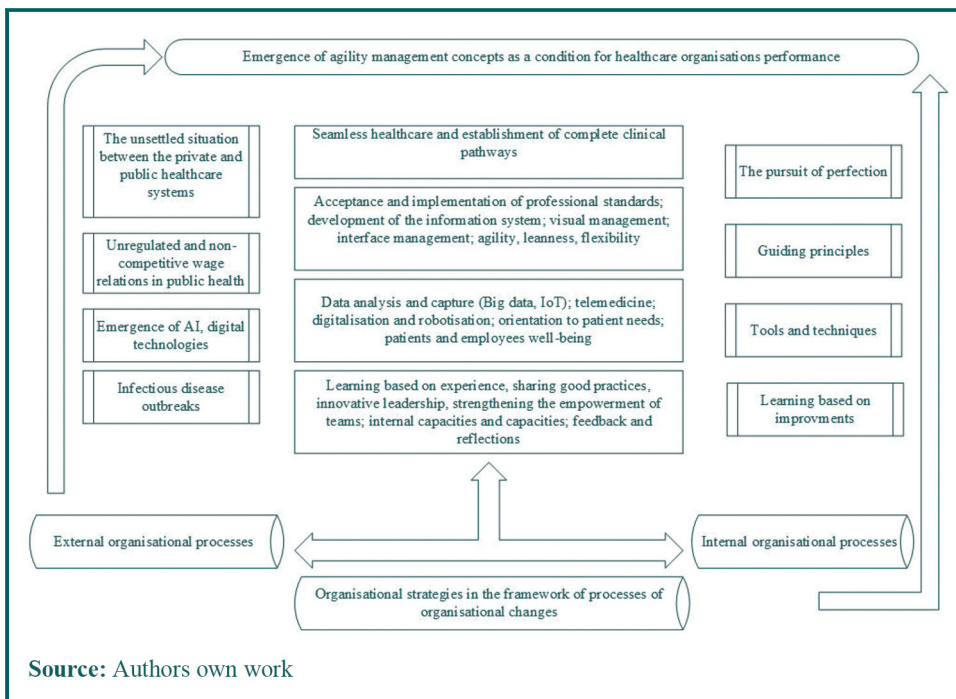 Emergence of agility management concepts as a condition for healthcare organisations performance
The unsettled situation
between the private and
public healthcare
systems
Unregulated and non-
competitive wage
relations in public health
Emergence of AI, digital
technologies
Infectious disease
outbreaks
Seamless healthcare and establishment of complete clinical
pathways
Acceptance and implementation of professional standards;
development of the information system; visual management;
interface management; agility, leanness, flexibility
Data analysis and capture (Big data, IoT); telemedicine;
digitalisation and robotisation; orientation to patient needs;
patients and employees well-being
Learning based on experience, sharing good practices,
innovative leadership, strengthening the empowerment of
teams; internal capacities and capacities; feedback and
reflections
The pursuit of perfection
Guiding principles
Tools and techniques
Learning based on
improvments
External organisational processes
Internal organisational processes
Organisational strategies in the framework of processes of
organisational changes
Source: Authors own work